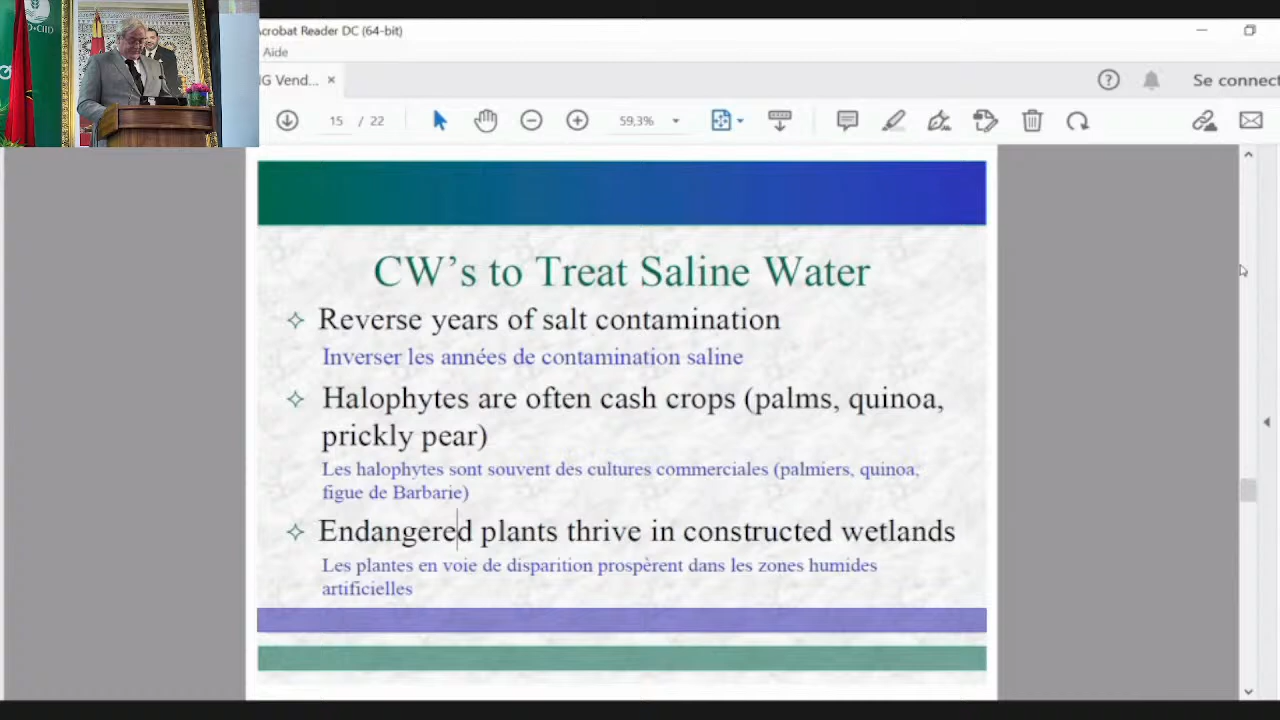 Acrobat Reader DC (64-bit)
Aide
G Vend...
Se connect
15 / 22
59,3%
CW's to Treat Saline Water
Reverse years of salt contamination
Inverser les années de contamination saline
Halophytes are often cash crops (palms, quinoa,
prickly pear)
Les halophytes sont souvent des cultures commerciales (palmiers, quinoa,
figue de Barbarie)
Endangered plants thrive in constructed wetlands
Les plantes en voie de disparition prospèrent dans les zones humides
artificielles